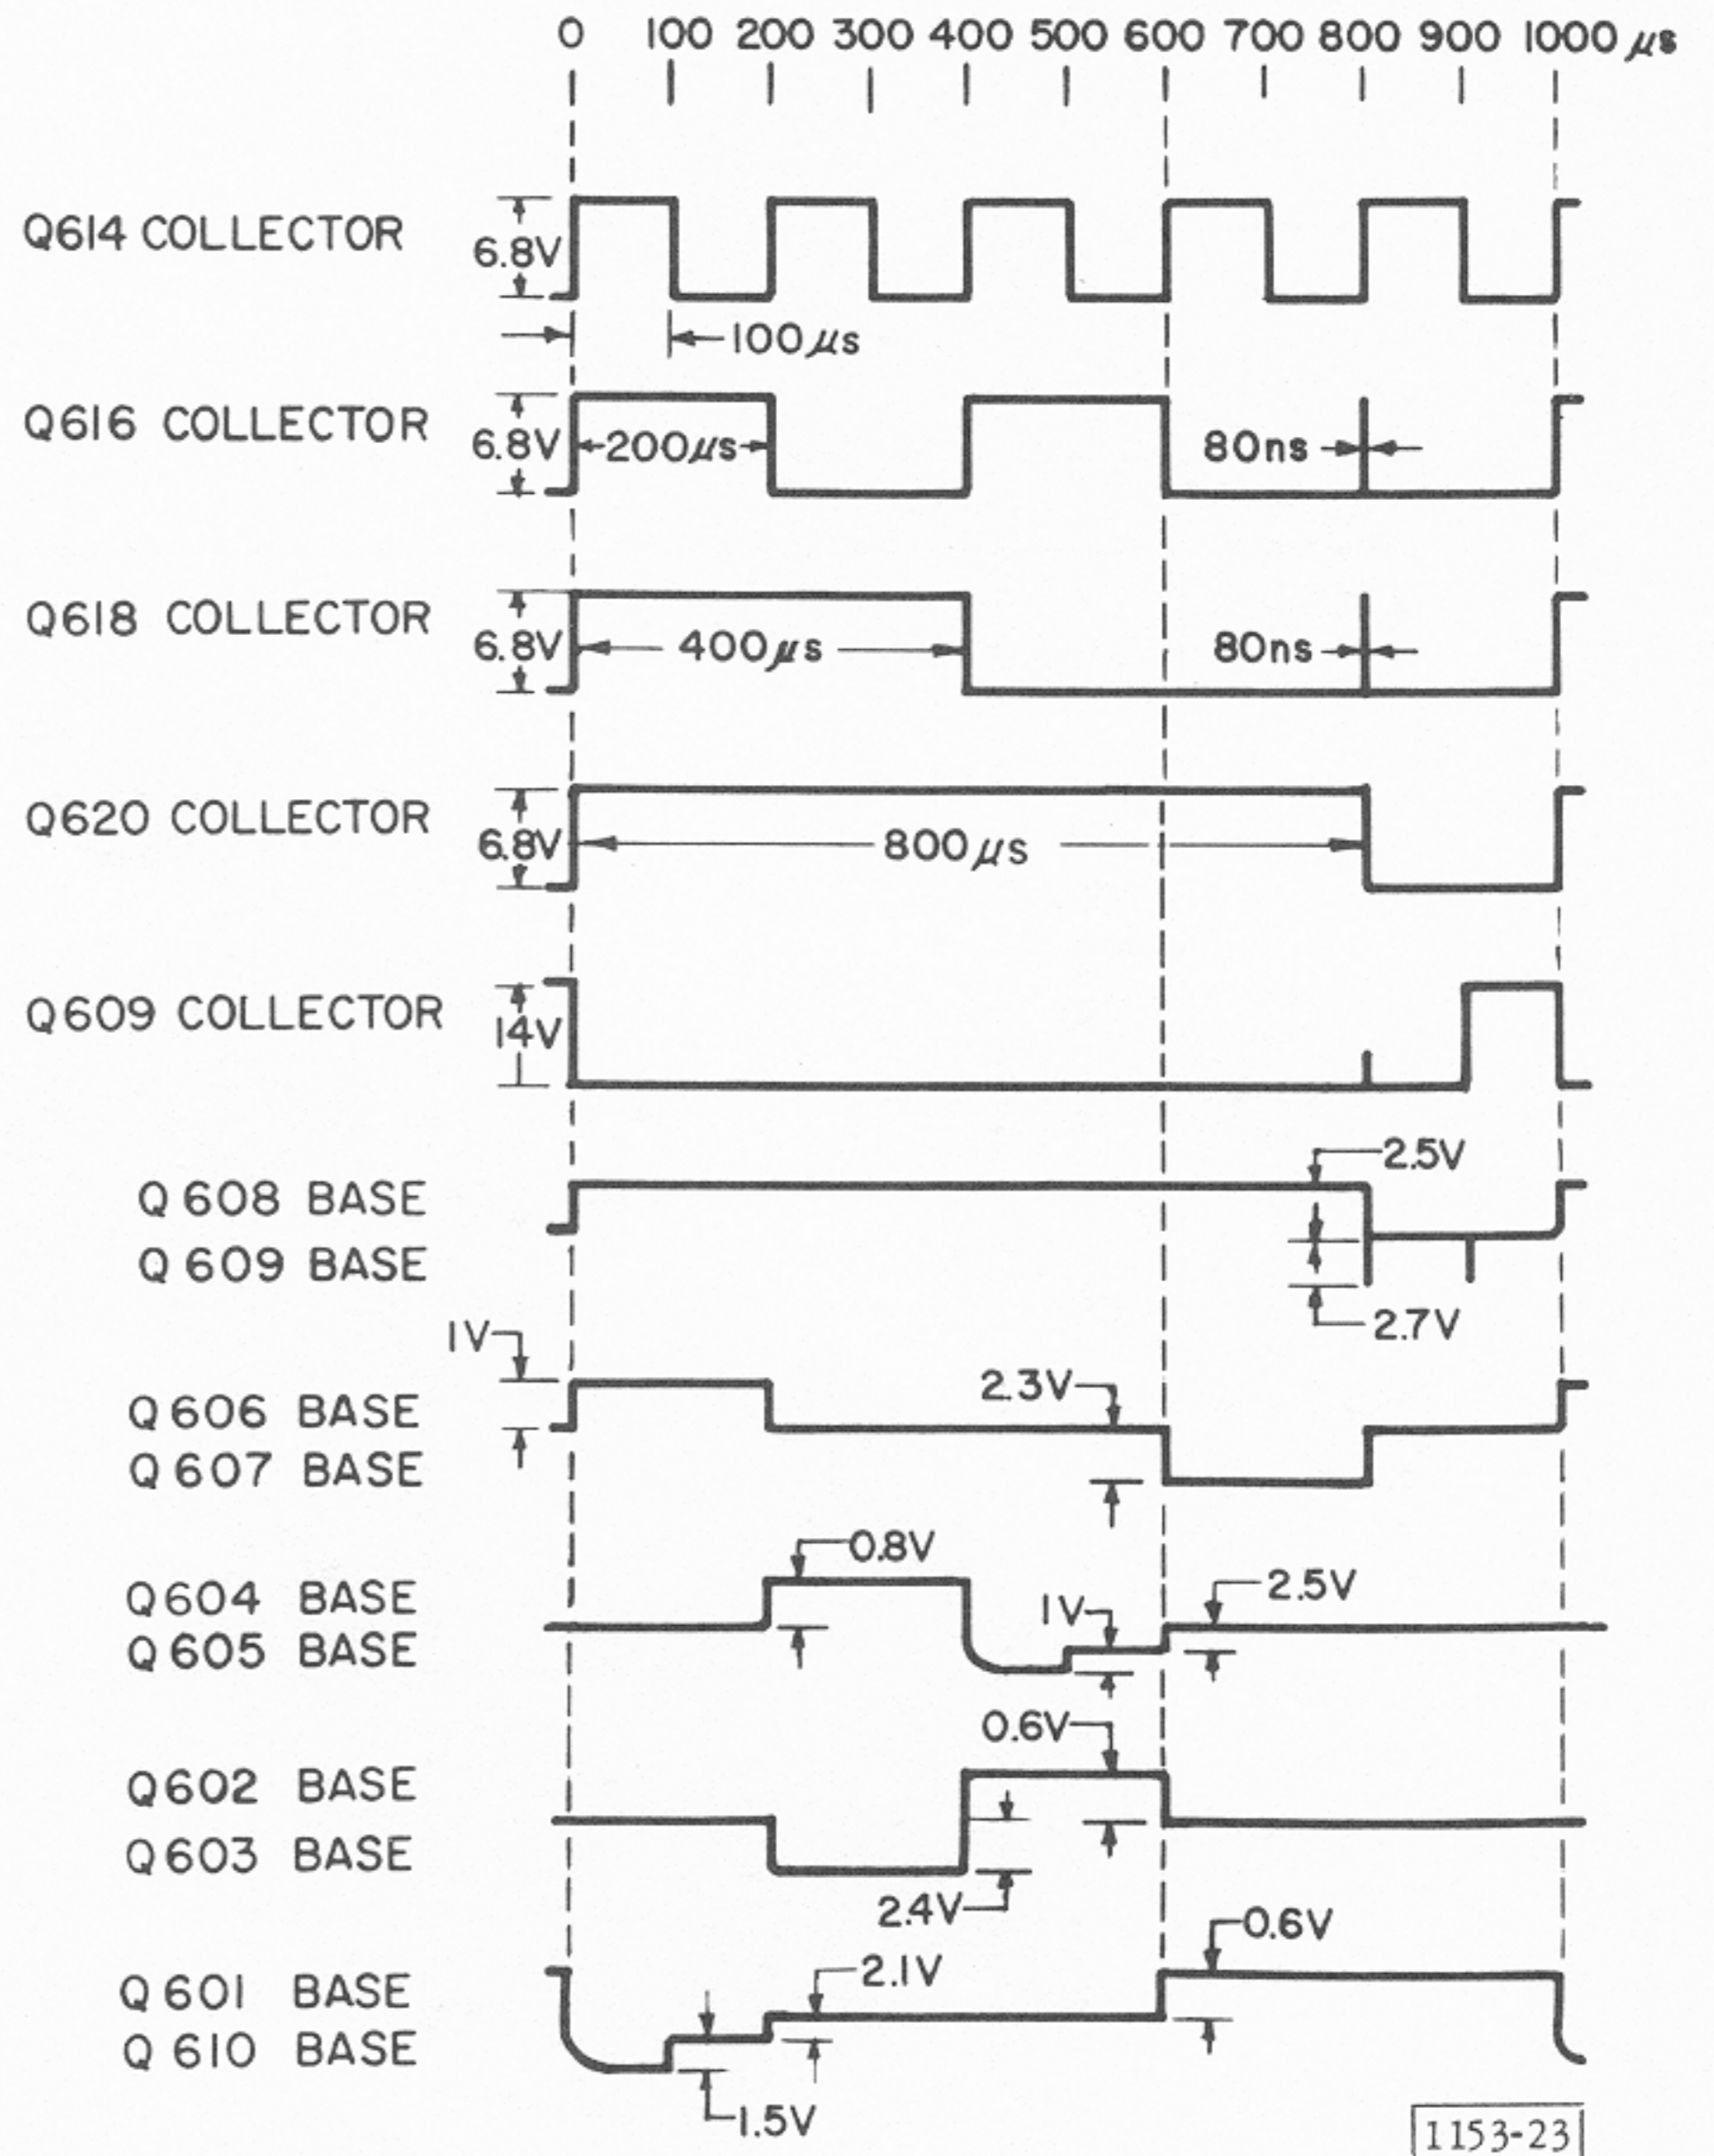 0 100 200 300 400 500 600 700 800 900 1000 μs
Q614 COLLECTOR
6.8V
100μs
Q616 COLLECTOR
6.8V
200μs
80ns
Q618 COLLECTOR
6.8V
400μs
80ns
Q620 COLLECTOR
6.8V
800μs
Q609 COLLECTOR
14V
2.5V
Q608 BASE
Q609 BASE
2.7V
1V
2.3V
Q606 BASE
Q607 BASE
0.8V
Q604 BASE
1V
2.5V
Q605 BASE
0.6V
Q602 BASE
Q603 BASE
2.4V
0.6V
2.1V
Q601 BASE
Q610 BASE
1.5V
1153-23